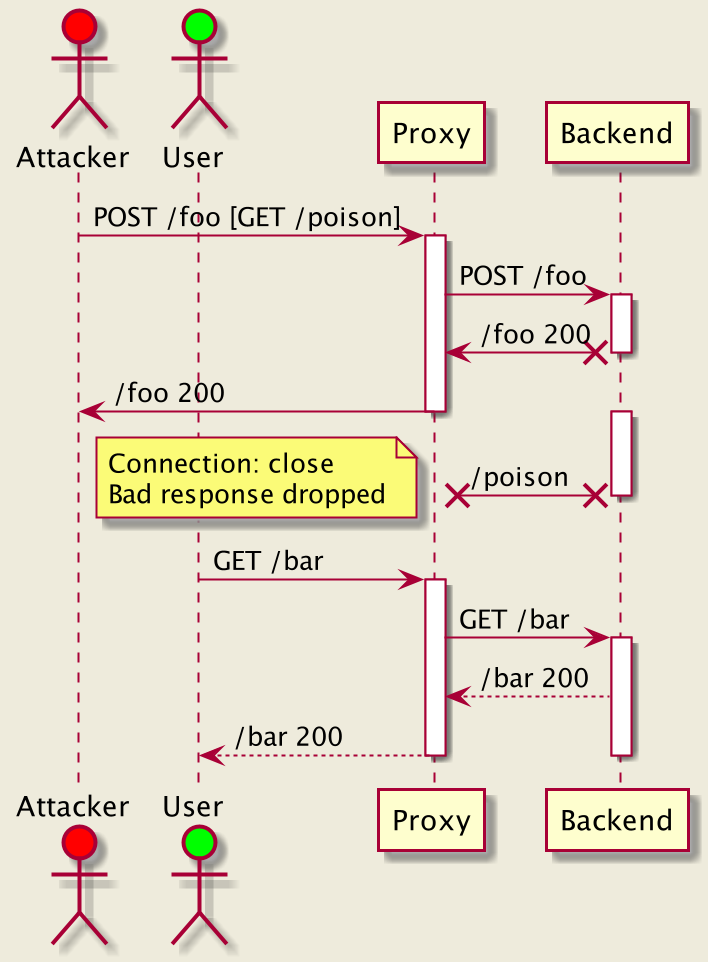 Attacker
User
Proxy
Backend
POST /foo [GET /poison]
POST /foo
/foo 200
/foo 200
Connection: close
Bad response dropped
/poison
GET /bar
GET /bar
/bar 200
/bar 200
Attacker
User
Proxy
Backend